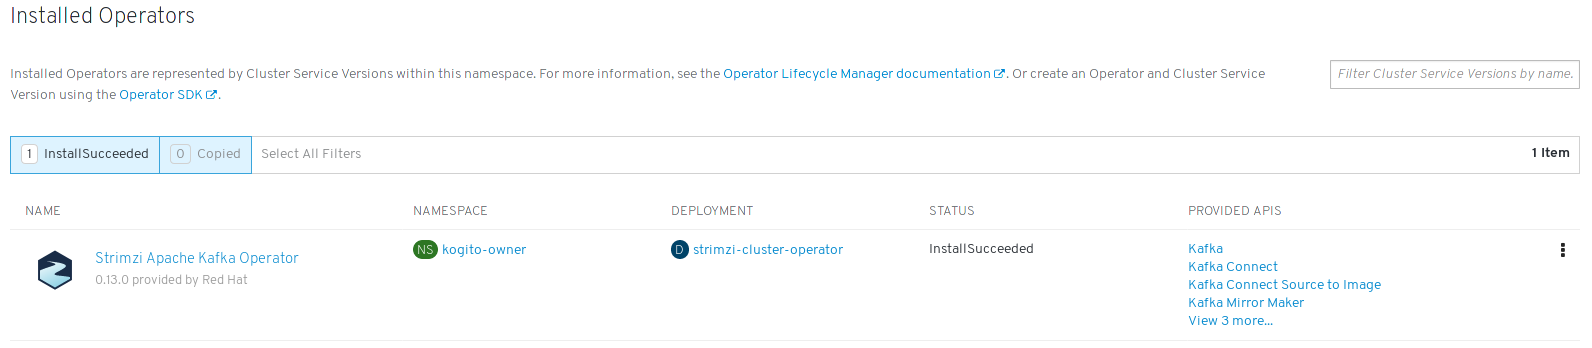 Installed Operators
Installed Operators are represented by Cluster Service Versions within this namespace. For more information, see the Operator Lifecycle Manager documentation. Or create an Operator and Cluster Service
Version using the Operator SDK.
Filter Cluster Service Versions by name.
1 InstallSucceeded 0 Copied Select All Filters 1 Item
NAME NAMESPACE DEPLOYMENT STATUS PROVIDED APIS
Strimzi Apache Kafka Operator
0.13.0 provided by Red Hat
NS kogito-owner
D strimzi-cluster-operator
InstallSucceeded
Kafka
Kafka Connect
Kafka Connect Source to Image
Kafka Mirror Maker
View 3 more...